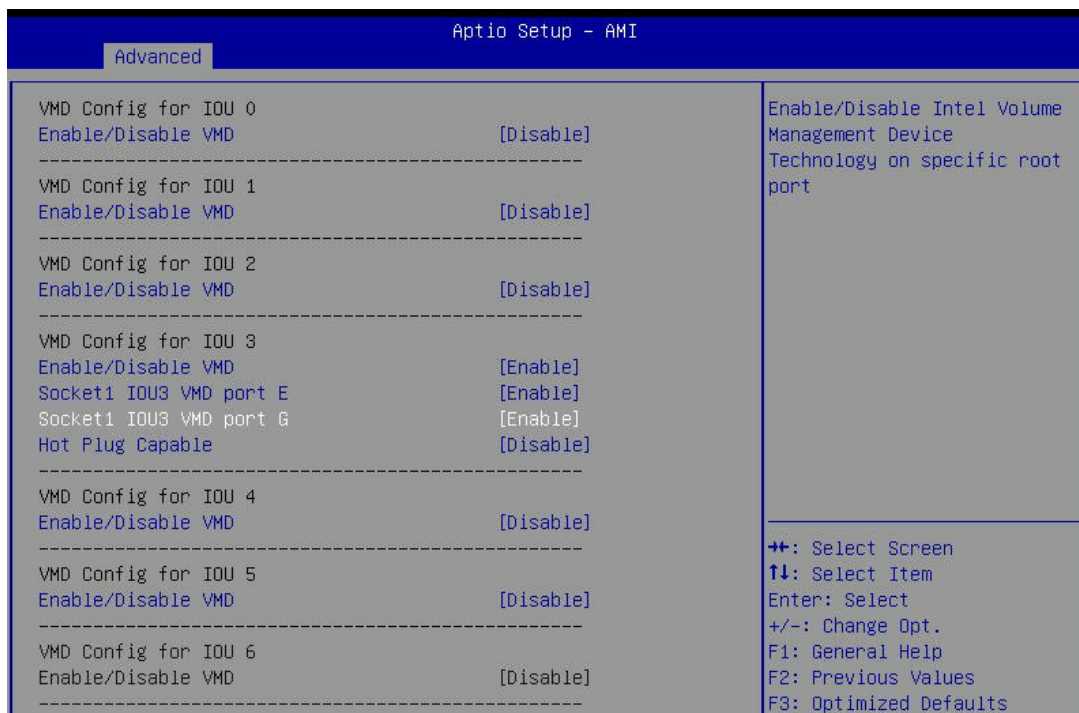 Aptio Setup - AMI
Advanced
VMD Config for IOU 0
Enable/Disable VMD [Disable]
------------------------------------------------------
VMD Config for IOU 1
Enable/Disable VMD [Disable]
------------------------------------------------------
VMD Config for IOU 2
Enable/Disable VMD [Disable]
------------------------------------------------------
VMD Config for IOU 3
Enable/Disable VMD [Enable]
Socket1 IOU3 VMD port E [Enable]
Socket1 IOU3 VMD port G [Enable]
Hot Plug Capable [Disable]
------------------------------------------------------
VMD Config for IOU 4
Enable/Disable VMD [Disable]
------------------------------------------------------
VMD Config for IOU 5
Enable/Disable VMD [Disable]
------------------------------------------------------
VMD Config for IOU 6
Enable/Disable VMD [Disable]
------------------------------------------------------
Enable/Disable Intel Volume
Management Device
Technology on specific root
port
→←: Select Screen
↑↓: Select Item
Enter: Select
+/-: Change Opt.
F1: General Help
F2: Previous Values
F3: Optimized Defaults